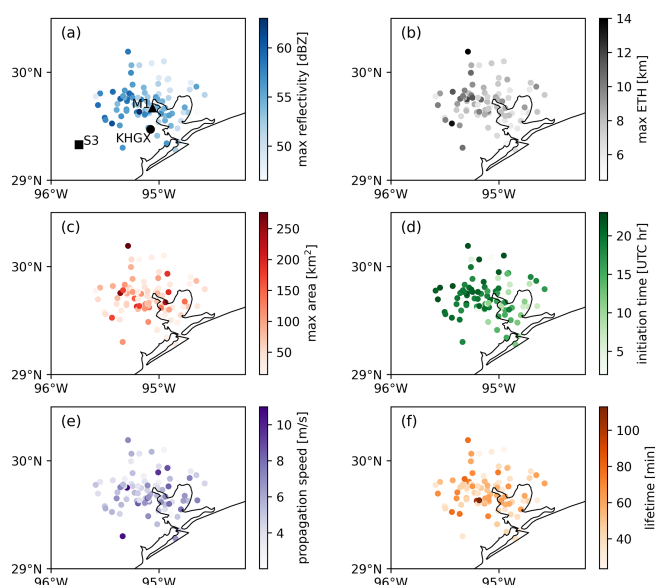 (a)
30°N
29°N
96°W
95°W
M1
KHGX
S3
60
55
50
max reflectivity [dBZ]
(b)
30°N
29°N
96°W
95°W
14
12
10
8
6
max ETH [km]
(c)
30°N
29°N
96°W
95°W
250
200
150
100
50
max area [km²]
(d)
30°N
29°N
96°W
95°W
20
15
10
5
initiation time [UTC hr]
(e)
30°N
29°N
96°W
95°W
10
8
6
4
propagation speed [m/s]
(f)
30°N
29°N
96°W
95°W
100
80
60
40
lifetime [min]